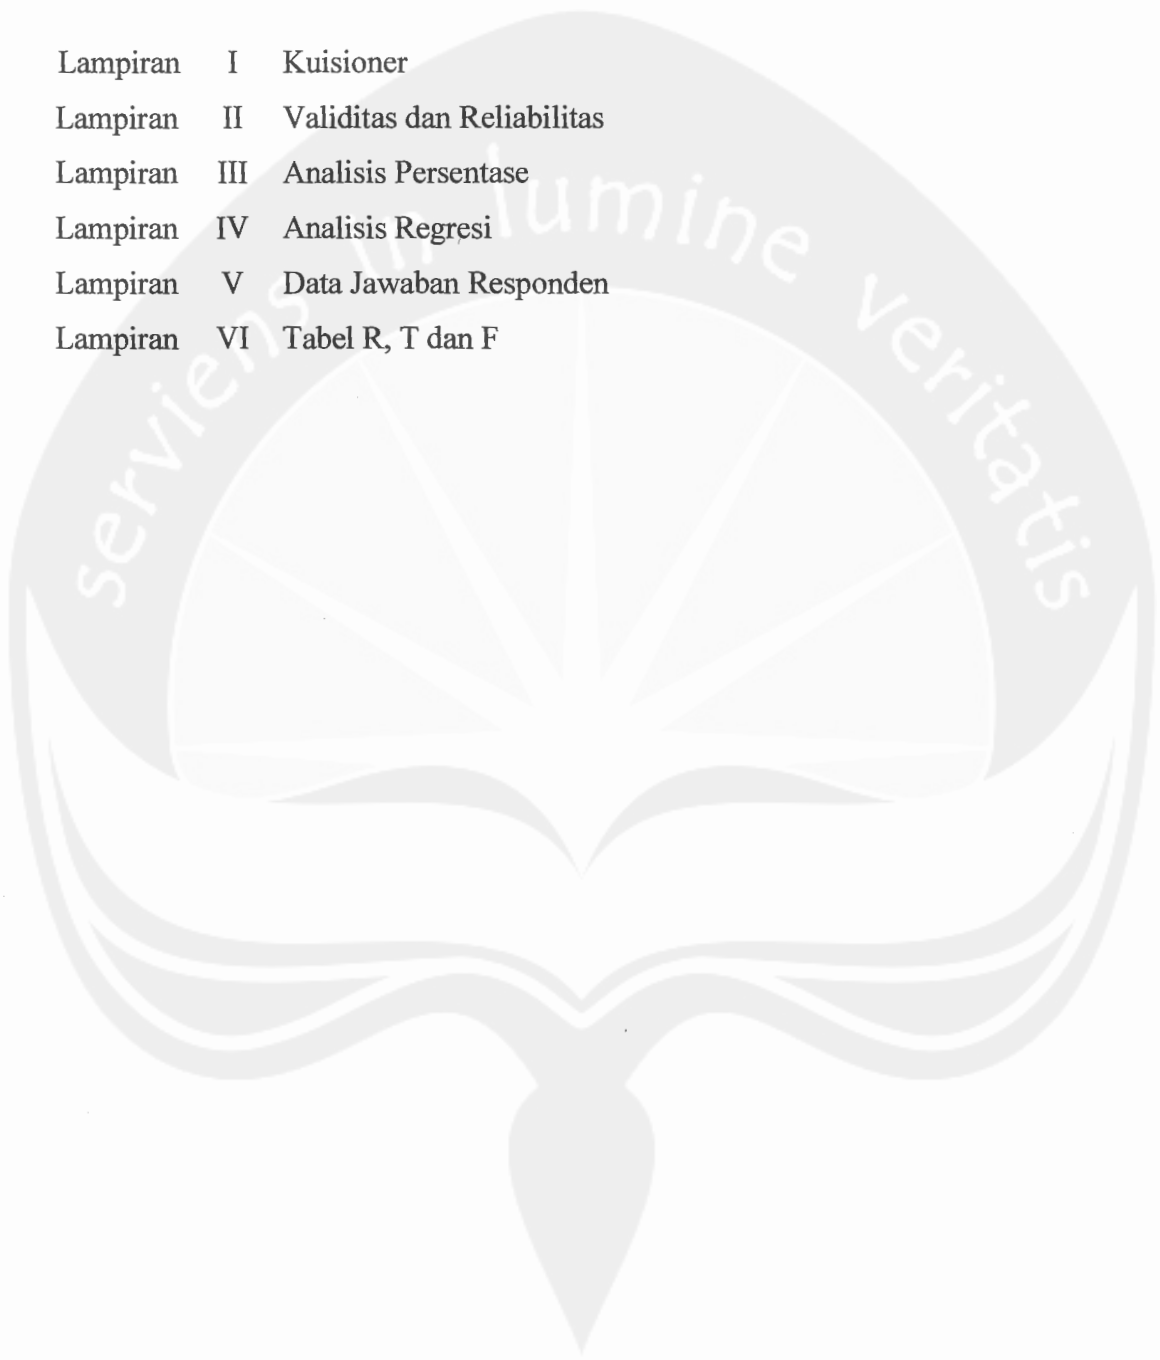 Lampiran I Kuisioner
Lampiran II Validitas dan Reliabilitas
Lampiran III Analisis Persentase
Lampiran IV Analisis Regresi
Lampiran V Data Jawaban Responden
Lampiran VI Tabel R, T dan F
serviens in lumine veritatis